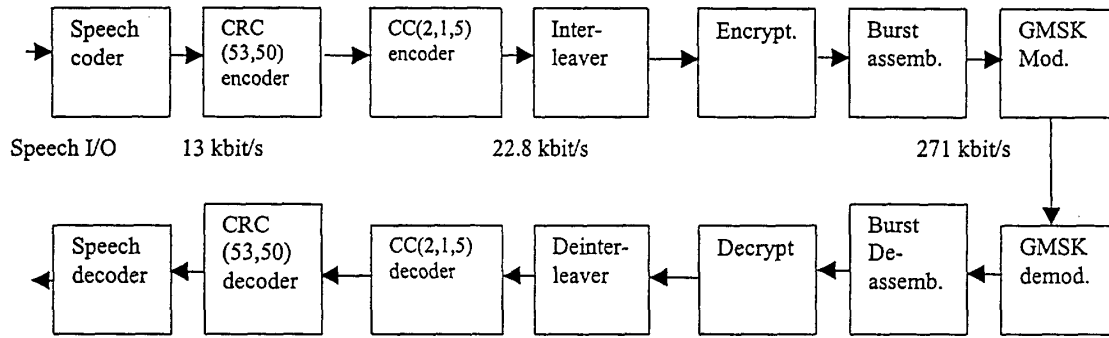 Speech
coder
CRC
(53,50)
encoder
CC(2,1,5)
encoder
Inter-
leaver
Encrypt.
Burst
assemb.
GMSK
Mod.
Speech I/O
13 kbit/s
22.8 kbit/s
271 kbit/s
Speech
decoder
CRC
(53,50)
decoder
CC(2,1,5)
decoder
Deinter-
leaver
Decrypt
Burst
De-
assemb.
GMSK
demod.